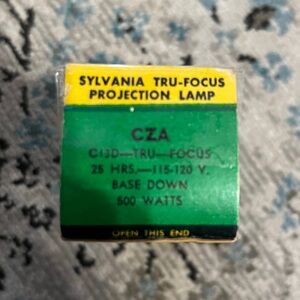 SYLVANIA TRU-FOCUS
PROJECTION LAMP
CZA
C13D—TRU—FOCUS
25 HRS.—115-120 V.
BASE DOWN
500 WATTS
OPEN THIS END